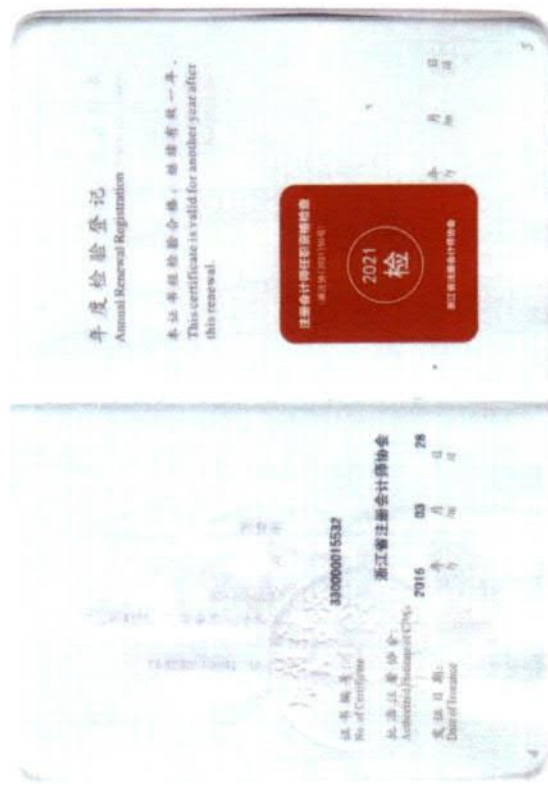 证书编号:
No. of Certificate
330000015532
批准注册协会:
Authorized Institute of CPAs
浙江省注册会计师协会
发证日期:
Date of Issuance
2016 年 03 月 28 日
/y /m /d
4
年度检验登记
Annual Renewal Registration
本证书经检验合格,继续有效一年。
This certificate is valid for another year after
this renewal.
注册会计师任职资格检查
2021
检
浙江省注册会计师协会
年 月 日
/y /m /d
5